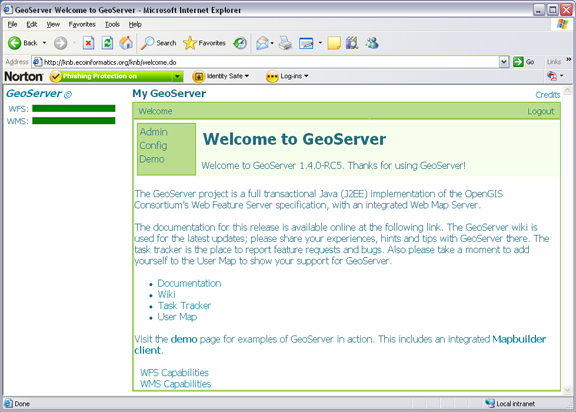 GeoServer Welcome to GeoServer - Microsoft Internet Explorer
File Edit View Favorites Tools Help
Back Search Favorites
Address http://knb.ecoinformatics.org/knb/welcome.do Go Links »
Norton Phishing Protection on Identity Safe Log-ins
GeoServer © My GeoServer Credits
WFS: Welcome Logout
WMS:
Admin
Config
Demo
Welcome to GeoServer
Welcome to GeoServer 1.4.0-RC5. Thanks for using GeoServer!
The GeoServer project is a full transactional Java (J2EE) implementation of the OpenGIS
Consortium's Web Feature Server specification, with an integrated Web Map Server.
The documentation for this release is available online at the following link. The GeoServer wiki is
used for the latest updates; please share your experiences, hints and tips with GeoServer there. The
task tracker is the place to report feature requests and bugs. Also please take a moment to add
yourself to the User Map to show your support for GeoServer.
• Documentation
• Wiki
• Task Tracker
• User Map
Visit the demo page for examples of GeoServer in action. This includes an integrated Mapbuilder
client.
WFS Capabilities
WMS Capabilities
Done Local intranet